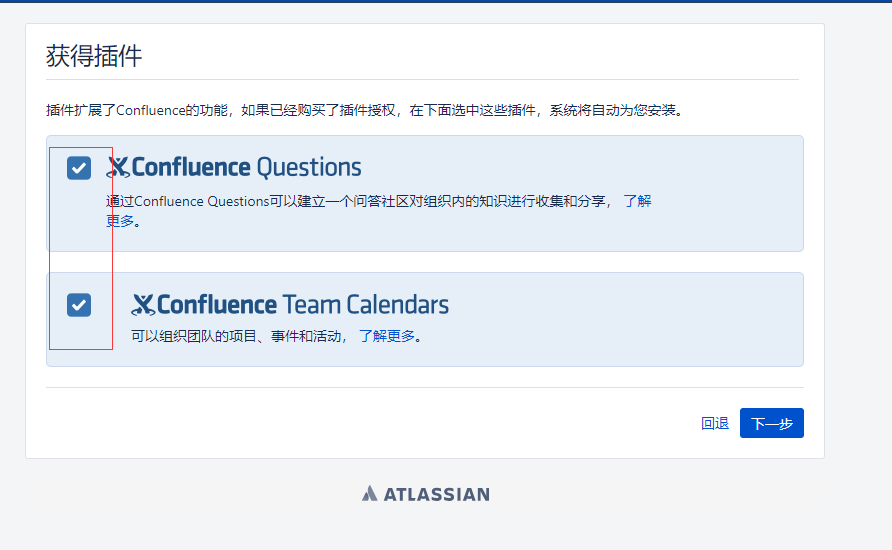 获得插件
插件扩展了Confluence的功能，如果已经购买了插件授权，在下面选中这些插件，系统将自动为您安装。
Confluence Questions
通过Confluence Questions可以建立一个问答社区对组织内的知识进行收集和分享， 了解
更多。
Confluence Team Calendars
可以组织团队的项目、事件和活动， 了解更多。
回退 下一步
ATLASSIAN